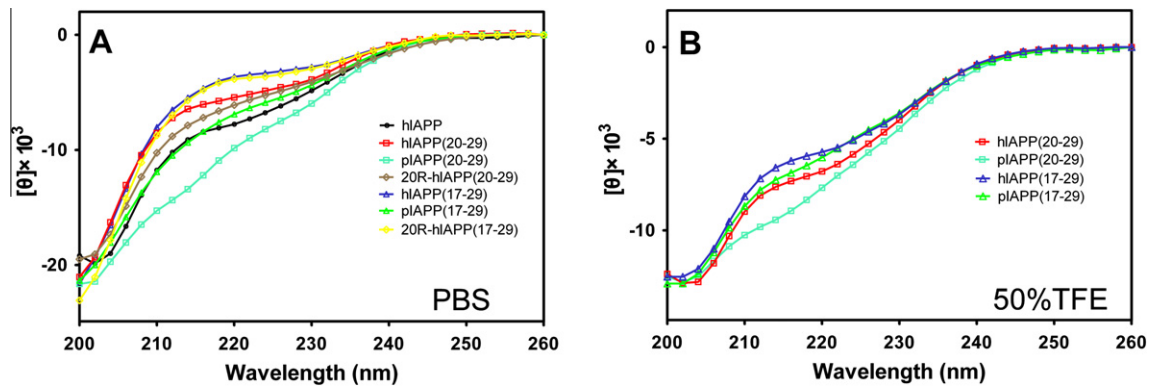 A
[θ]× 10³
0
-10
-20
hIAPP
hIAPP(20-29)
pIAPP(20-29)
20R-hIAPP(20-29)
hIAPP(17-29)
pIAPP(17-29)
20R-hIAPP(17-29)
PBS
200 210 220 230 240 250 260
Wavelength (nm)
B
[θ]× 10³
0
-5
-10
hIAPP(20-29)
pIAPP(20-29)
hIAPP(17-29)
pIAPP(17-29)
50%TFE
200 210 220 230 240 250 260
Wavelength (nm)